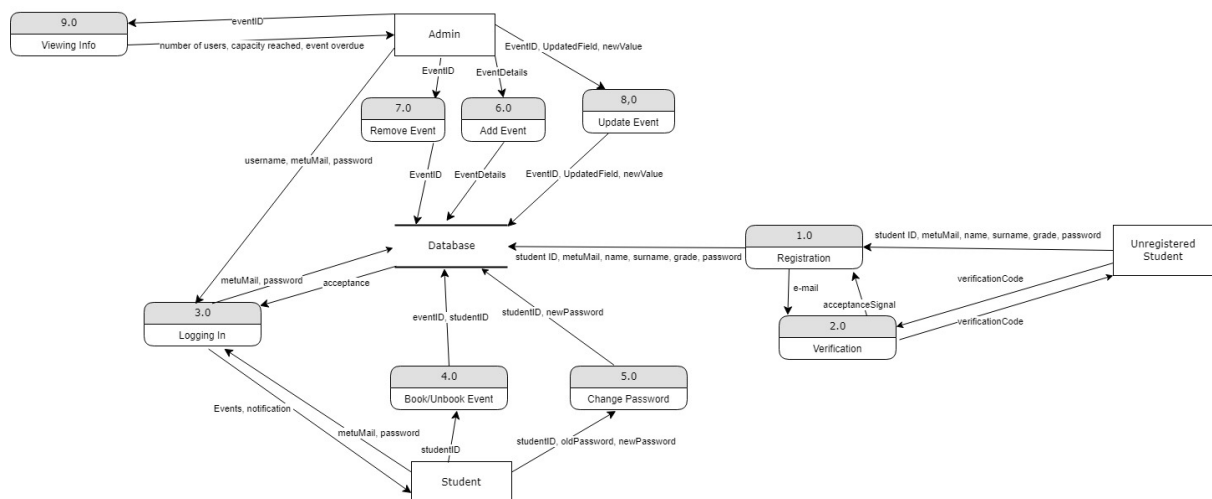 9.0
Viewing Info
eventID
number of users, capacity reached, event overdue
Admin
EventID, UpdatedField, newValue
EventID
EventDetails
7.0
Remove Event
6.0
Add Event
8,0
Update Event
username, metuMail, password
EventID
EventDetails
EventID, UpdatedField, newValue
Database
student ID, metuMail, name, surname, grade, password
1.0
Registration
student ID, metuMail, name, surname, grade, password
Unregistered
Student
metuMail, password
acceptance
e-mail
acceptanceSignal
verificationCode
verificationCode
3.0
Logging In
eventID, studentID
studentID, newPassword
2.0
Verification
4.0
Book/Unbook Event
5.0
Change Password
Events, notification
metuMail, password
studentID
studentID, oldPassword, newPassword
Student